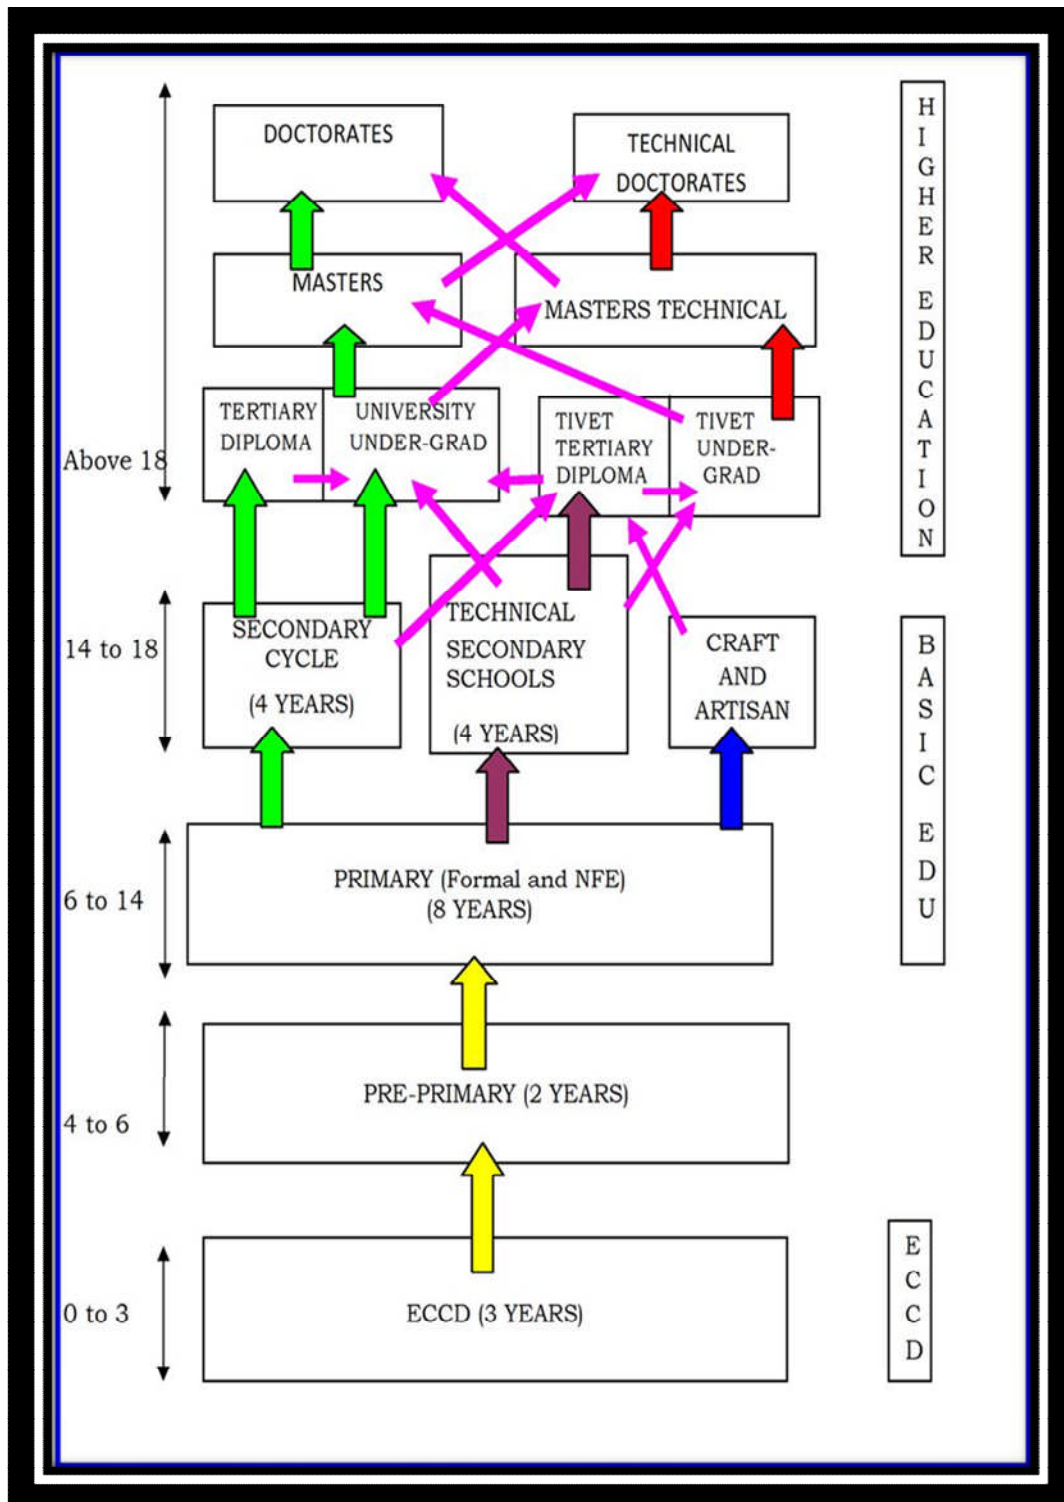 DOCTORATES
TECHNICAL
DOCTORATES
MASTERS
MASTERS TECHNICAL
TERTIARY
DIPLOMA
UNIVERSITY
UNDER-GRAD
TIVET
TERTIARY
DIPLOMA
TIVET
UNDER-
GRAD
Above 18
HIGHER EDUCATION
14 to 18
SECONDARY
CYCLE
(4 YEARS)
TECHNICAL
SECONDARY
SCHOOLS
(4 YEARS)
CRAFT
AND
ARTISAN
BASIC EDU
6 to 14
PRIMARY (Formal and NFE)
(8 YEARS)
4 to 6
PRE-PRIMARY (2 YEARS)
0 to 3
ECCD (3 YEARS)
ECCD